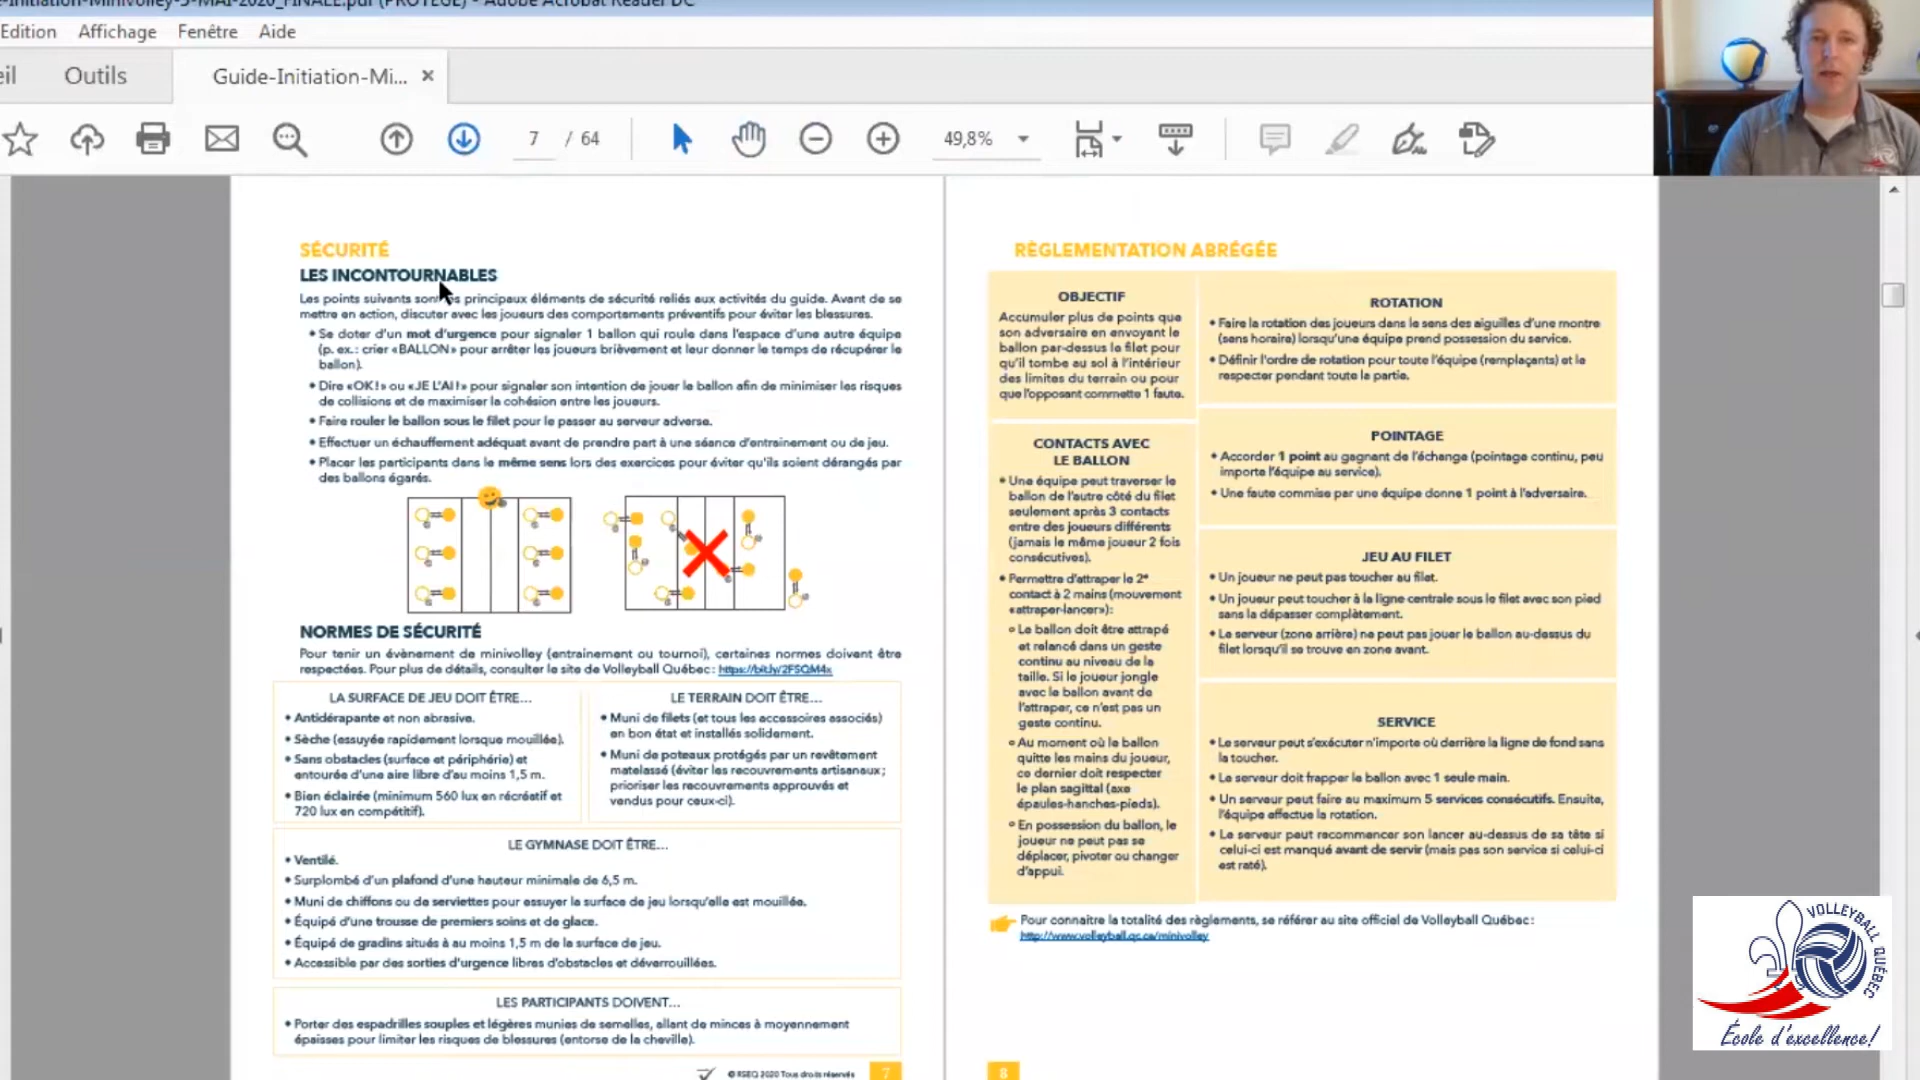 -Initiation-Minivolley-5-MAI-2020_FINALE.pdf (PROTÉGÉ) - Adobe Acrobat Reader DC
Edition Affichage Fenêtre Aide
eil Outils Guide-Initiation-Mi... ×
7 / 64 49,8%
SÉCURITÉ
LES INCONTOURNABLES
Les points suivants sont les principaux éléments de sécurité reliés aux activités du guide. Avant de se
mettre en action, discuter avec les joueurs des comportements préventifs pour éviter les blessures.
• Se doter d'un mot d'urgence pour signaler 1 ballon qui roule dans l'espace d'une autre équipe
(p. ex.: crier «BALLON» pour arrêter les joueurs brièvement et leur donner le temps de récupérer le
ballon).
• Dire «OK!» ou «JE L'AI!» pour signaler son intention de jouer le ballon afin de minimiser les risques
de collisions et de maximiser la cohésion entre les joueurs.
• Faire rouler le ballon sous le filet pour le passer au serveur adverse.
• Effectuer un échauffement adéquat avant de prendre part à une séance d'entrainement ou de jeu.
• Placer les participants dans le même sens lors des exercices pour éviter qu'ils soient dérangés par
des ballons égarés.
NORMES DE SÉCURITÉ
Pour tenir un évènement de minivolley (entrainement ou tournoi), certaines normes doivent être
respectées. Pour plus de détails, consulter le site de Volleyball Québec: https://bit.ly/2FSQM4x
LA SURFACE DE JEU DOIT ÊTRE...
• Antidérapante et non abrasive.
• Sèche (essuyée rapidement lorsque mouillée).
• Sans obstacles (surface et périphérie) et
entourée d'une aire libre d'au moins 1,5 m.
• Bien éclairée (minimum 560 lux en récréatif et
720 lux en compétitif).
LE TERRAIN DOIT ÊTRE...
• Muni de filets (et tous les accessoires associés)
en bon état et installés solidement.
• Muni de poteaux protégés par un revêtement
matelassé (éviter les recouvrements artisanaux;
prioriser les recouvrements approuvés et
vendus pour ceux-ci).
LE GYMNASE DOIT ÊTRE...
• Ventilé.
• Surplombé d'un plafond d'une hauteur minimale de 6,5 m.
• Muni de chiffons ou de serviettes pour essuyer la surface de jeu lorsqu'elle est mouillée.
• Équipé d'une trousse de premiers soins et de glace.
• Équipé de gradins situés à au moins 1,5 m de la surface de jeu.
• Accessible par des sorties d'urgence libres d'obstacles et déverrouillées.
LES PARTICIPANTS DOIVENT...
• Porter des espadrilles souples et légères munies de semelles, allant de minces à moyennement
épaisses pour limiter les risques de blessures (entorse de la cheville).
© RSEQ 2020 Tous droits réservés 7
RÈGLEMENTATION ABRÉGÉE
OBJECTIF
Accumuler plus de points que
son adversaire en envoyant le
ballon par-dessus le filet pour
qu'il tombe au sol à l'intérieur
des limites du terrain ou pour
que l'opposant commette 1 faute.
CONTACTS AVEC
LE BALLON
• Une équipe peut traverser le
ballon de l'autre côté du filet
seulement après 3 contacts
entre des joueurs différents
(jamais le même joueur 2 fois
consécutives).
• Permettre d'attraper le 2e
contact à 2 mains (mouvement
«attraper-lancer»):
o Le ballon doit être attrapé
et relancé dans un geste
continu au niveau de la
taille. Si le joueur jongle
avec le ballon avant de
l'attraper, ce n'est pas un
geste continu.
o Au moment où le ballon
quitte les mains du joueur,
ce dernier doit respecter
le plan sagittal (axe
épaules-hanches-pieds).
o En possession du ballon, le
joueur ne peut pas se
déplacer, pivoter ou changer
d'appui.
ROTATION
• Faire la rotation des joueurs dans le sens des aiguilles d'une montre
(sens horaire) lorsqu'une équipe prend possession du service.
• Définir l'ordre de rotation pour toute l'équipe (remplaçants) et le
respecter pendant toute la partie.
POINTAGE
• Accorder 1 point au gagnant de l'échange (pointage continu, peu
importe l'équipe au service).
• Une faute commise par une équipe donne 1 point à l'adversaire.
JEU AU FILET
• Un joueur ne peut pas toucher au filet.
• Un joueur peut toucher à la ligne centrale sous le filet avec son pied
sans la dépasser complètement.
• Le serveur (zone arrière) ne peut pas jouer le ballon au-dessus du
filet lorsqu'il se trouve en zone avant.
SERVICE
• Le serveur peut s'exécuter n'importe où derrière la ligne de fond sans
la toucher.
• Le serveur doit frapper le ballon avec 1 seule main.
• Un serveur peut faire au maximum 5 services consécutifs. Ensuite,
l'équipe effectue la rotation.
• Le serveur peut recommencer son lancer au-dessus de sa tête si
celui-ci est manqué avant de servir (mais pas son service si celui-ci
est raté).
Pour connaitre la totalité des règlements, se référer au site officiel de Volleyball Québec:
http://www.volleyball.qc.ca/minivolley
8
VOLLEYBALL QUÉBEC
École d'excellence!